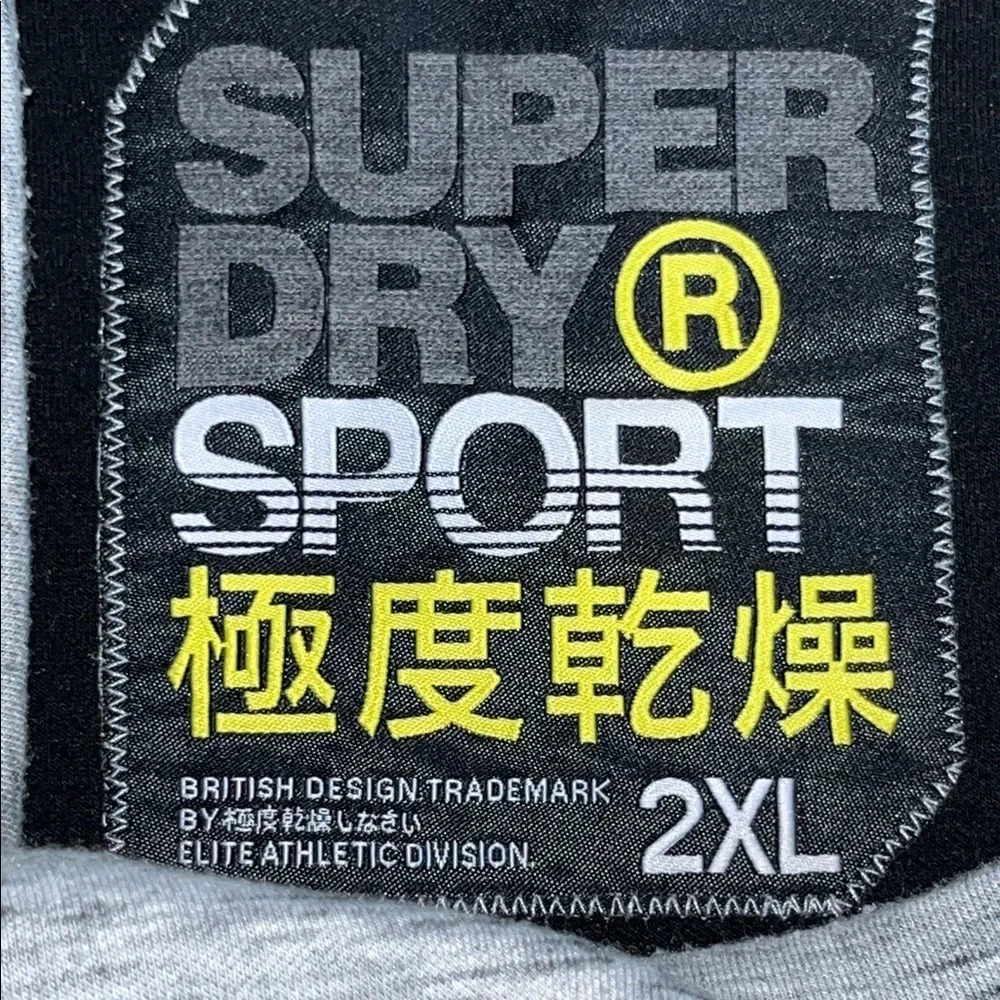 SUPER
DRY®
SPORT
極度乾燥
BRITISH DESIGN.TRADEMARK
BY 極度乾燥しなさい
ELITE ATHLETIC DIVISION.
2XL